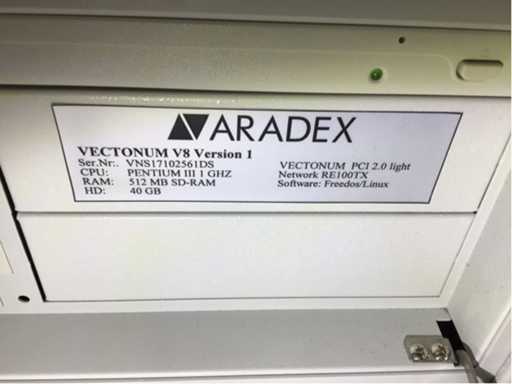 ARADEX
VECTONUM V8 Version 1
Ser.Nr:. VNS17102561DS
CPU: PENTIUM III 1 GHZ
RAM: 512 MB SD-RAM
HD: 40 GB
VECTONUM PCI 2.0 light
Network RE100TX
Software: Freedos/Linux